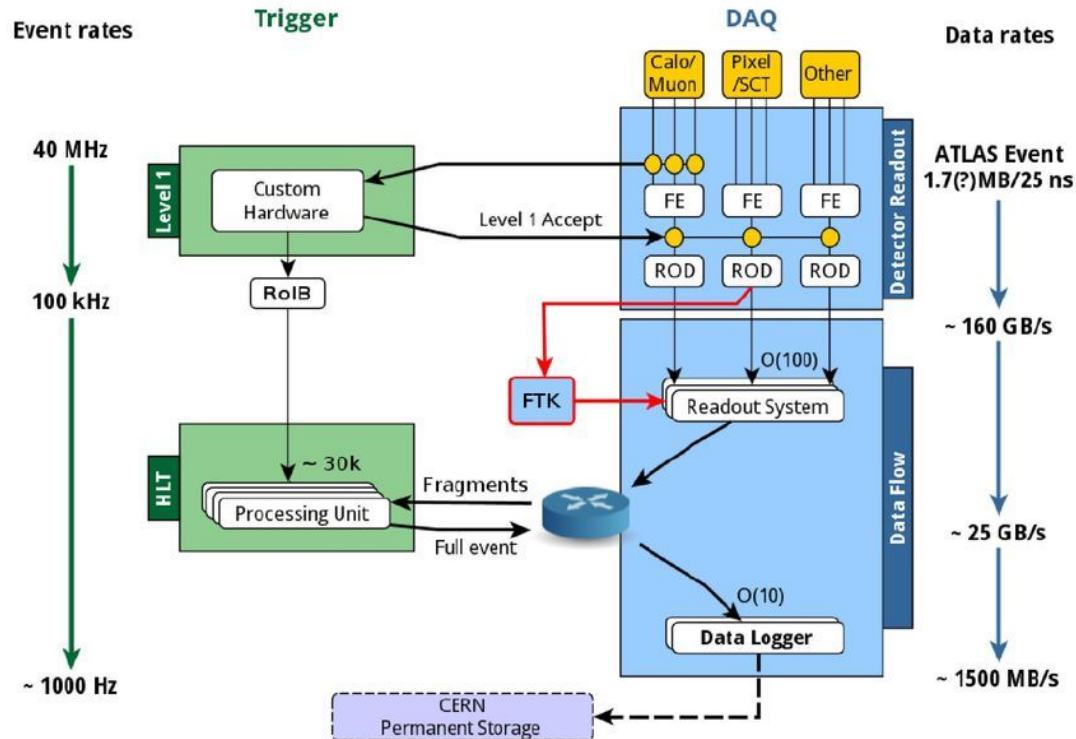 Event rates
Trigger
DAQ
Data rates
Calo/
Muon
Pixel
/SCT
Other
40 MHz
Level 1
Custom
Hardware
FE
FE
FE
Detector Readout
ATLAS Event
1.7(?)MB/25 ns
Level 1 Accept
ROD
ROD
ROD
RoIB
100 kHz
~ 160 GB/s
O(100)
FTK
Readout System
HLT
~ 30k
Processing Unit
Fragments
Full event
Data Flow
~ 25 GB/s
O(10)
Data Logger
~ 1000 Hz
~ 1500 MB/s
CERN
Permanent Storage